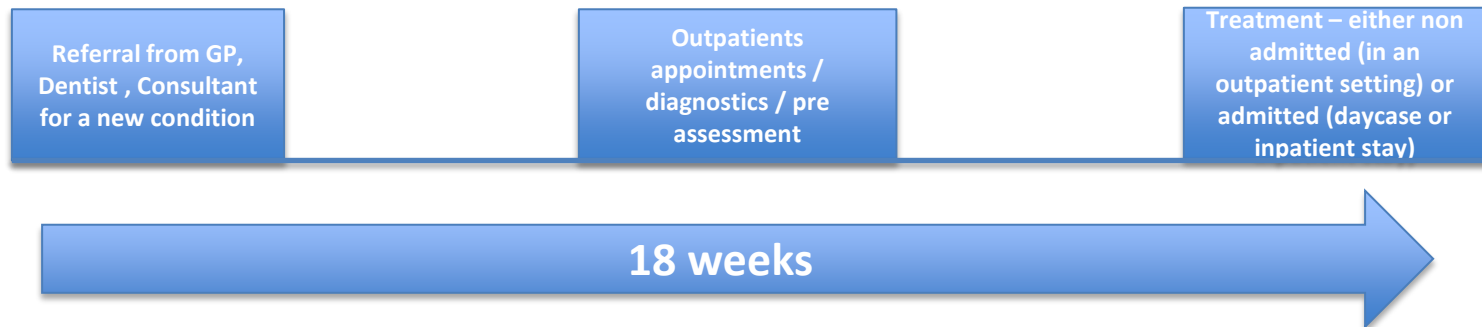 Referral from GP,
Dentist , Consultant
for a new condition
Outpatients
appointments /
diagnostics / pre
assessment
Treatment – either non
admitted (in an
outpatient setting) or
admitted (daycase or
inpatient stay)
18 weeks